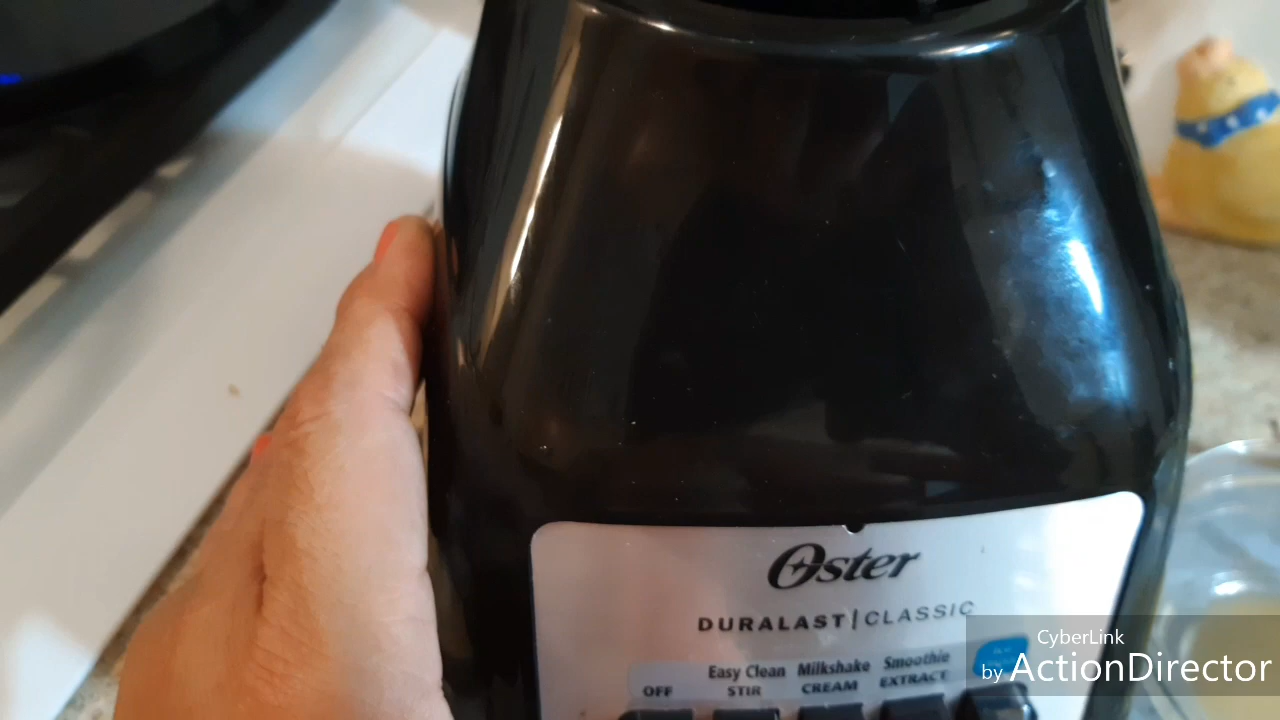 Oster
DURALAST|CLASSIC
Easy Clean Milkshake Smoothie
OFF STIR CREAM EXTRACT
CyberLink
by ActionDirector